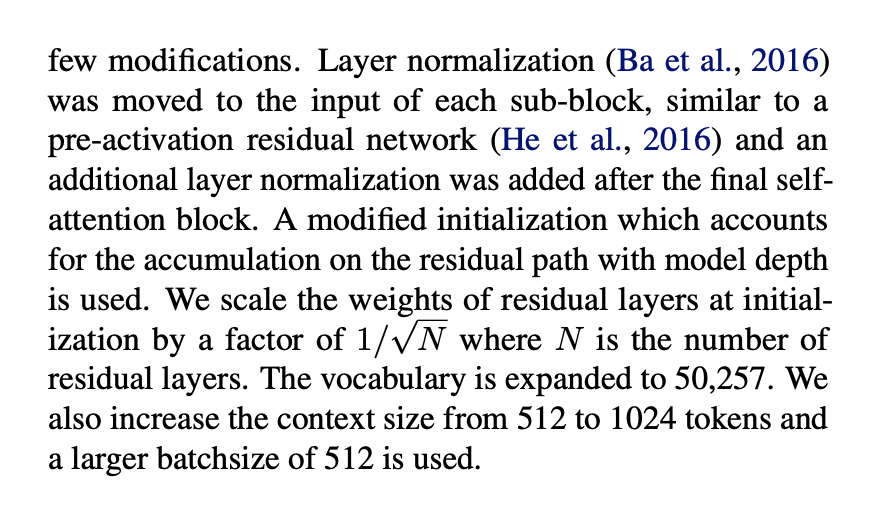 few modifications. Layer normalization (Ba et al., 2016)
was moved to the input of each sub-block, similar to a
pre-activation residual network (He et al., 2016) and an
additional layer normalization was added after the final self-
attention block. A modified initialization which accounts
for the accumulation on the residual path with model depth
is used. We scale the weights of residual layers at initial-
ization by a factor of 1/√N where N is the number of
residual layers. The vocabulary is expanded to 50,257. We
also increase the context size from 512 to 1024 tokens and
a larger batchsize of 512 is used.